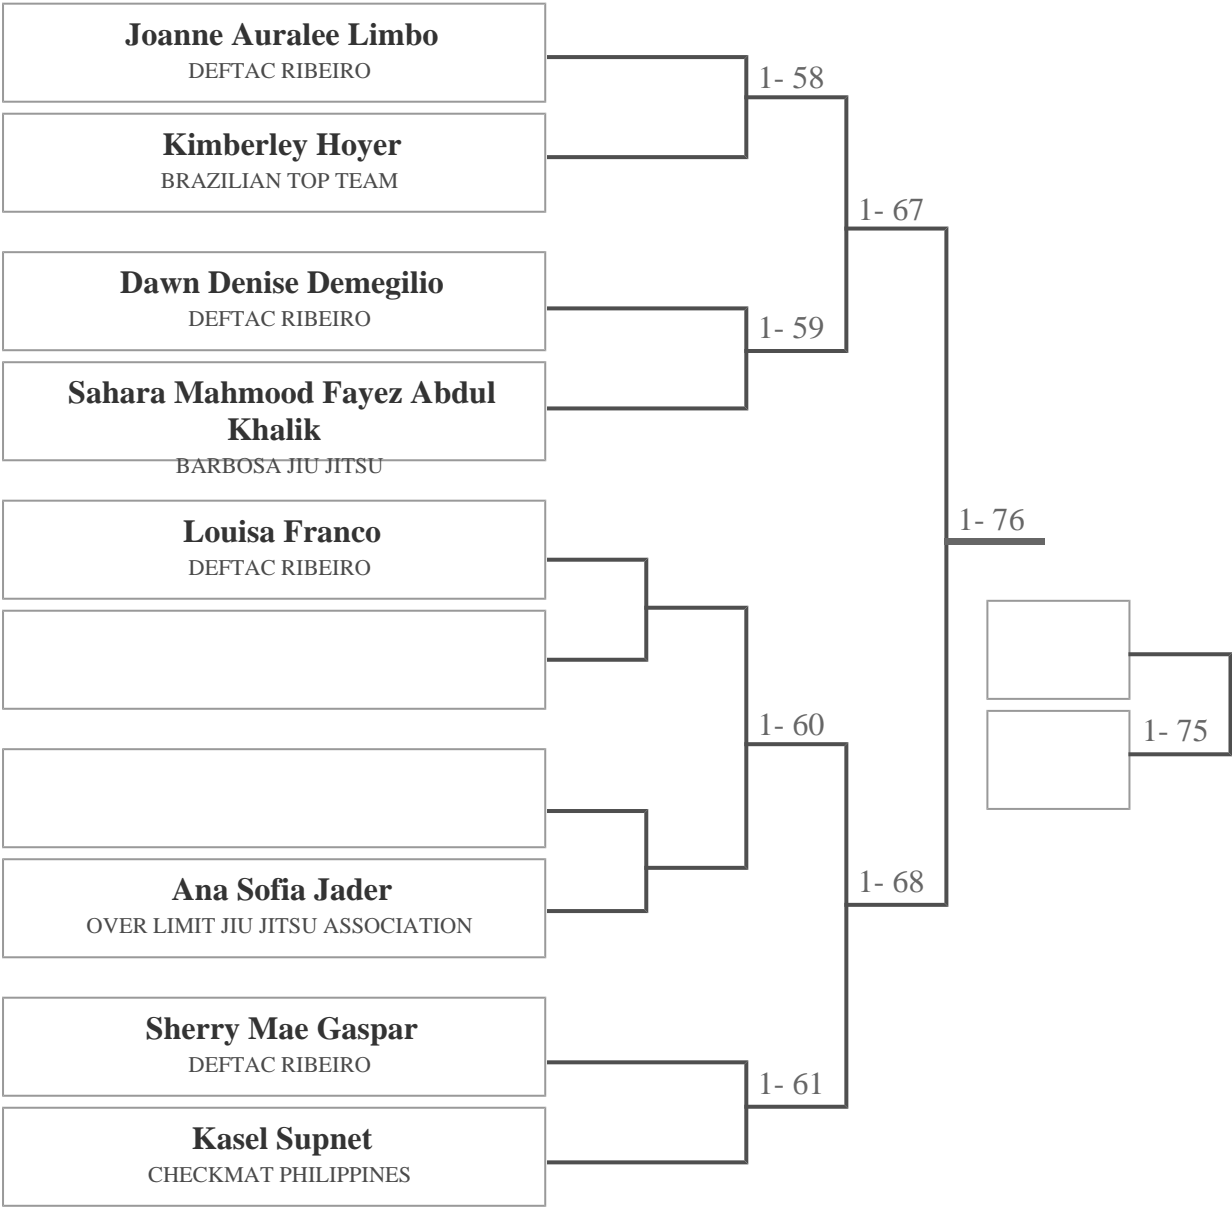 Joanne Auralee Limbo
DEFTAC RIBEIRO
1- 58
Kimberley Hoyer
BRAZILIAN TOP TEAM
1- 67
Dawn Denise Demegilio
DEFTAC RIBEIRO
1- 59
Sahara Mahmood Fayez Abdul
Khalik
BARBOSA JIU JITSU
1- 76
Louisa Franco
DEFTAC RIBEIRO
1- 60
1- 75
Ana Sofia Jader
OVER LIMIT JIU JITSU ASSOCIATION
1- 68
Sherry Mae Gaspar
DEFTAC RIBEIRO
1- 61
Kasel Supnet
CHECKMAT PHILIPPINES